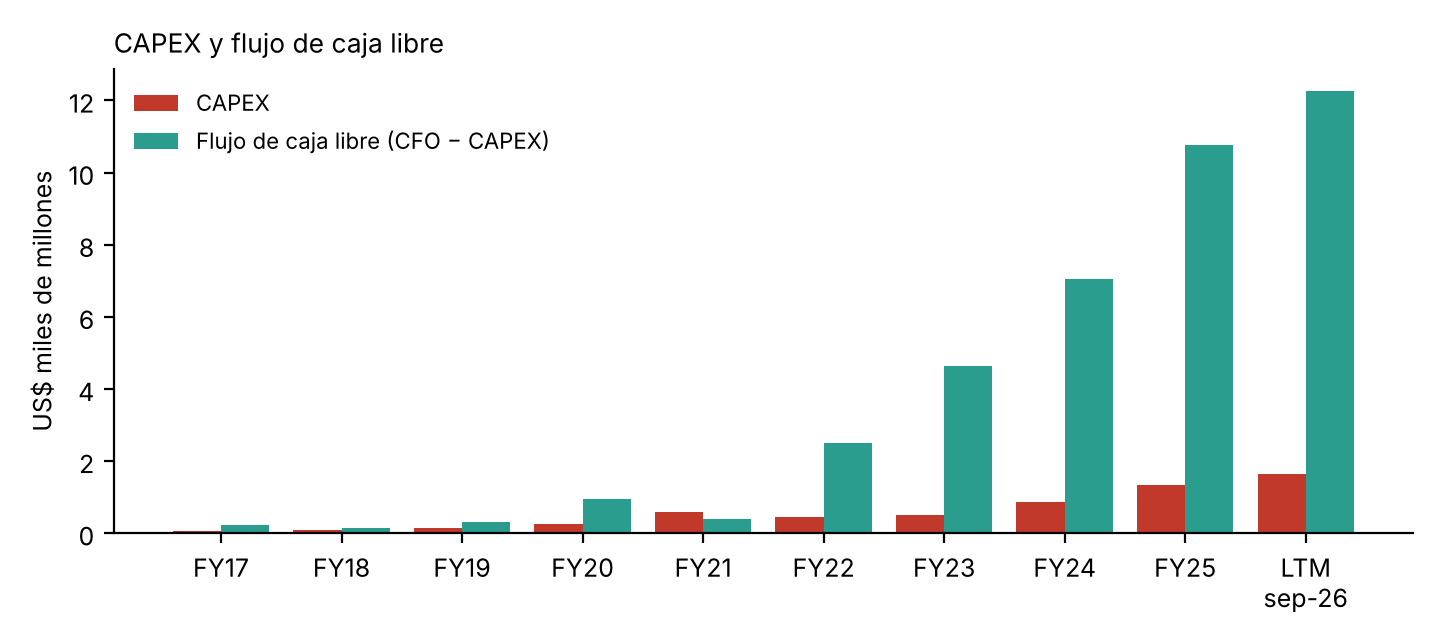 CAPEX y flujo de caja libre
CAPEX
Flujo de caja libre (CFO − CAPEX)
US$ miles de millones
12
10
8
6
4
2
0
FY17 FY18 FY19 FY20 FY21 FY22 FY23 FY24 FY25 LTM
sep-26